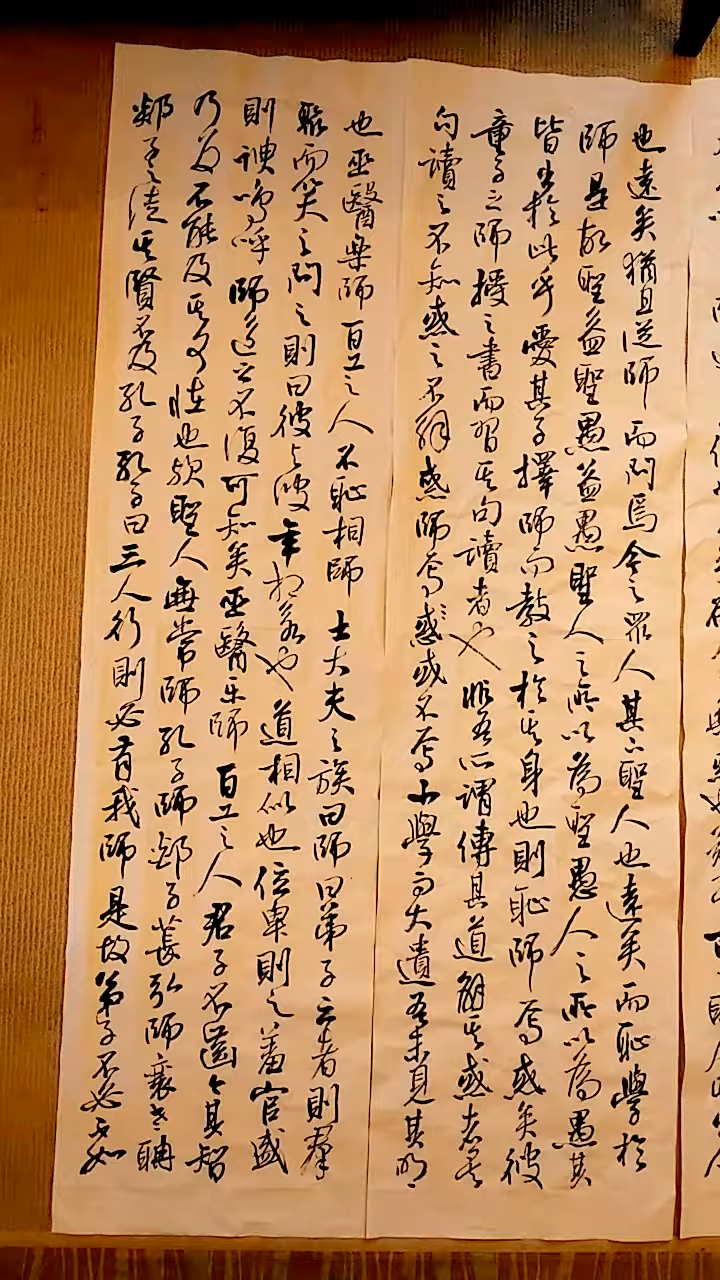 也遠矣猶且從師而問焉今之眾人其下聖人也遠矣而恥學於
師是故聖益聖愚益愚聖人之所以為聖愚人之所以為愚其
皆出於此乎愛其子擇師而教之於其身也則恥師焉惑矣彼
童子之師授之書而習其句讀者也非吾所謂傳其道解其惑者
句讀之不知惑之不解惑師焉惑或不焉小學而大遺吾未見其明
也巫醫樂師百工之人不恥相師士大夫之族曰師曰弟子云者則羣
聚而笑之問之則曰彼與彼年相若也道相似也位卑則足羞官盛
則諛嗚呼師道之不復可知矣巫醫樂師百工之人君子不齒今其智
乃反不能及其可怪也歟聖人無常師孔子師郯子萇弘師襄老聃
郯子之徒其賢不及孔子孔子曰三人行則必有我師是故弟子不必不如